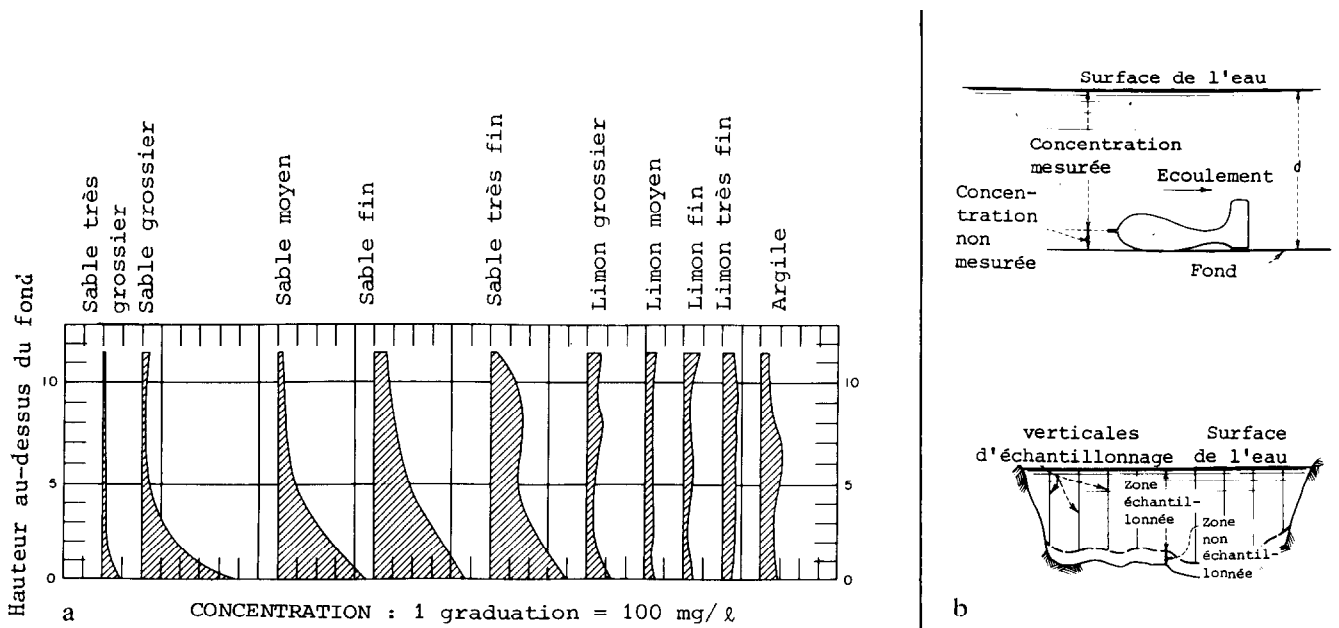 Hauteur au-dessus du fond
Sable très
grossier
Sable grossier
Sable moyen
Sable fin
Sable très fin
Limon grossier
Limon moyen
Limon fin
Limon très fin
Argile
10
5
0
10
5
0
a
CONCENTRATION : 1 graduation = 100 mg/ℓ
Surface de l'eau
Concentration
mesurée
d
Ecoulement
Concen-
tration
non
mesurée
Fond
verticales
d'échantillonnage
Surface
de l'eau
Zone
échantil-
lonnée
Zone
non
échantil-
lonnée
b